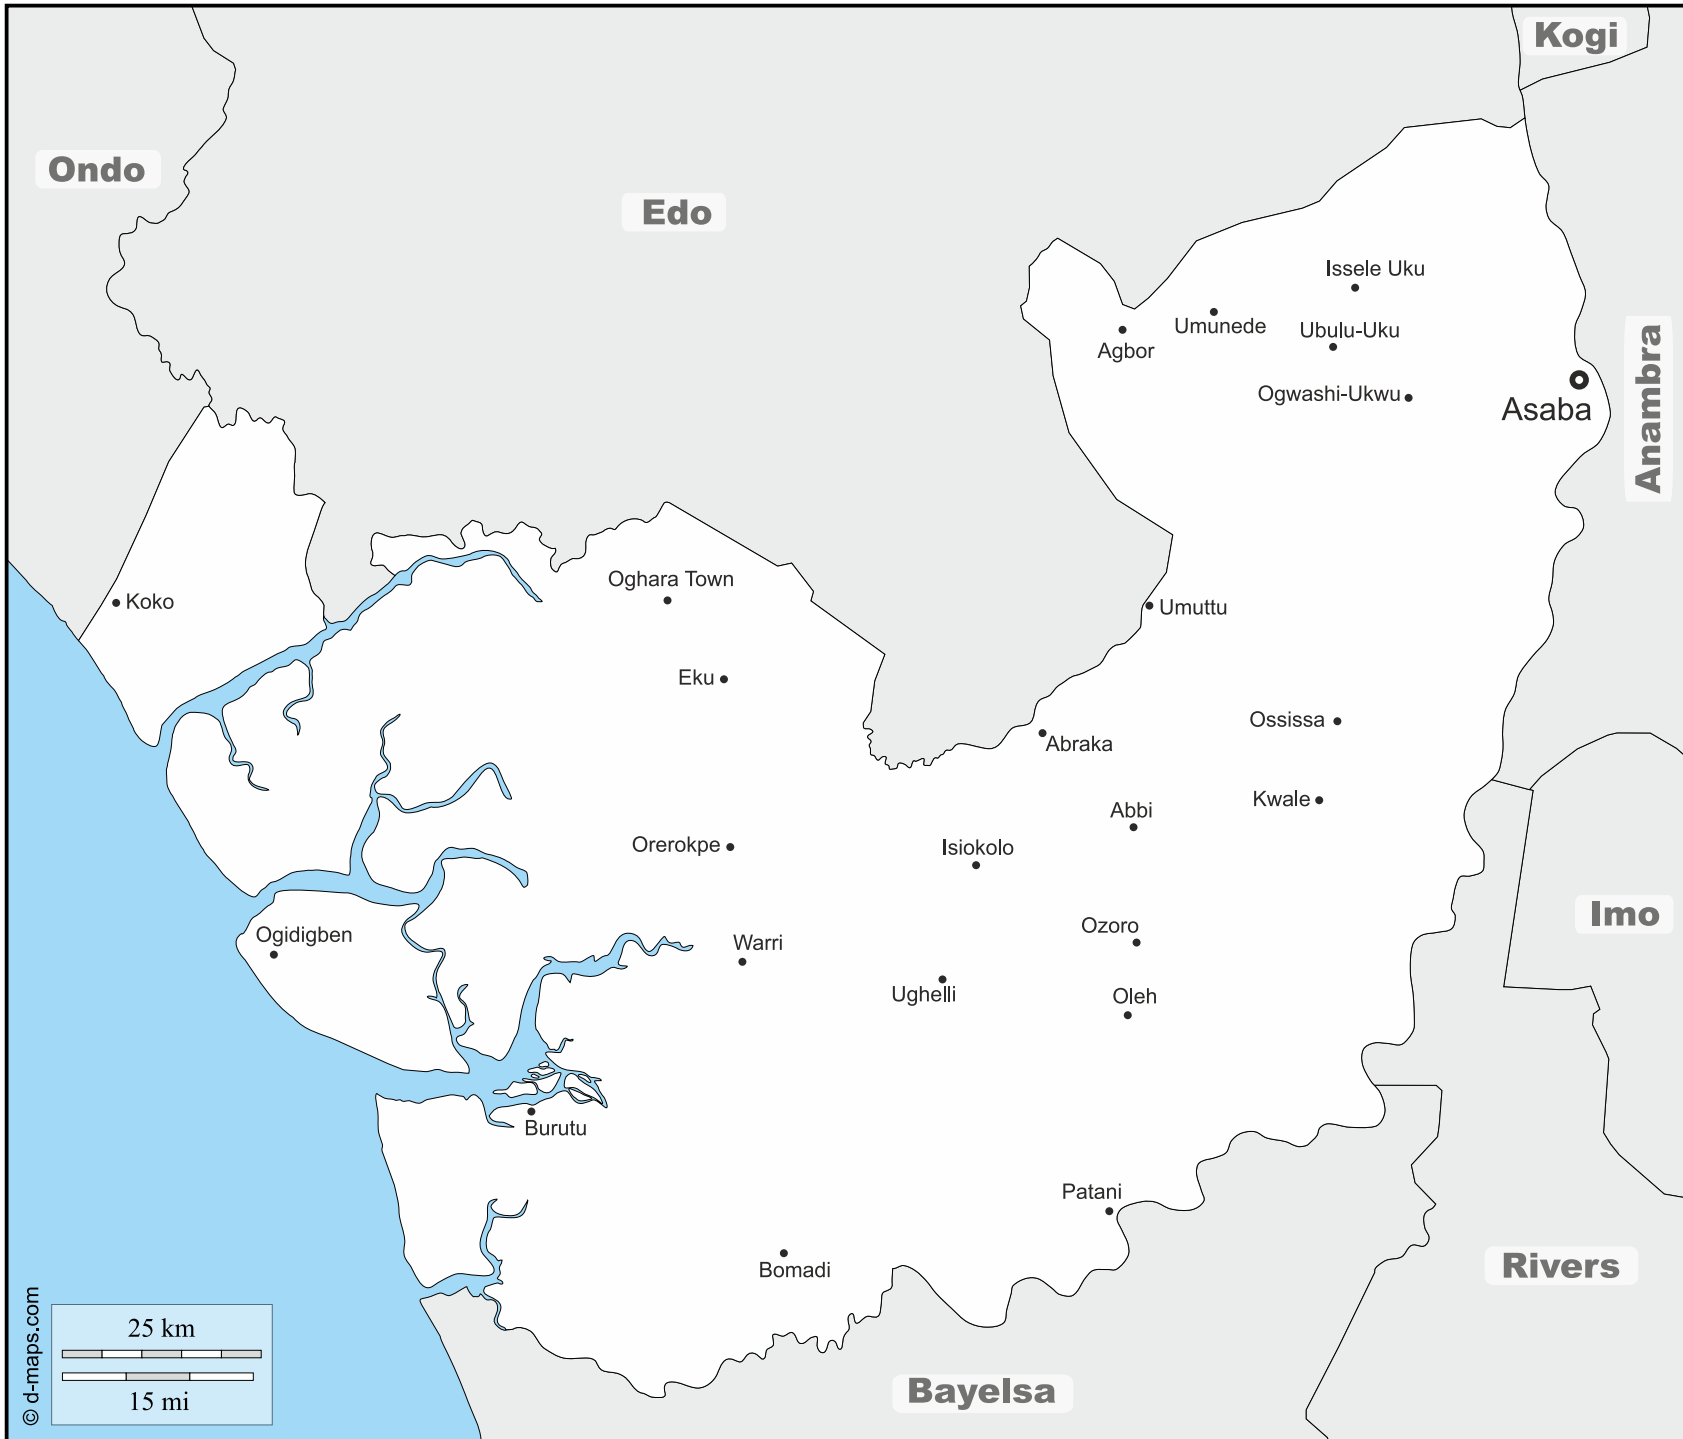 Kogi
Ondo
Edo
Issele Uku
Umunede
Ubulu-Uku
Agbor
Anambra
Ogwashi-Ukwu
Asaba
Oghara Town
Koko
Umuttu
Eku
Ossissa
Abraka
Kwale
Abbi
Orerokpe
Isiokolo
Imo
Ozoro
Ogidigben
Warri
Ughelli
Oleh
Burutu
Patani
Rivers
Bomadi
25 km
15 mi
© d-maps.com
Bayelsa